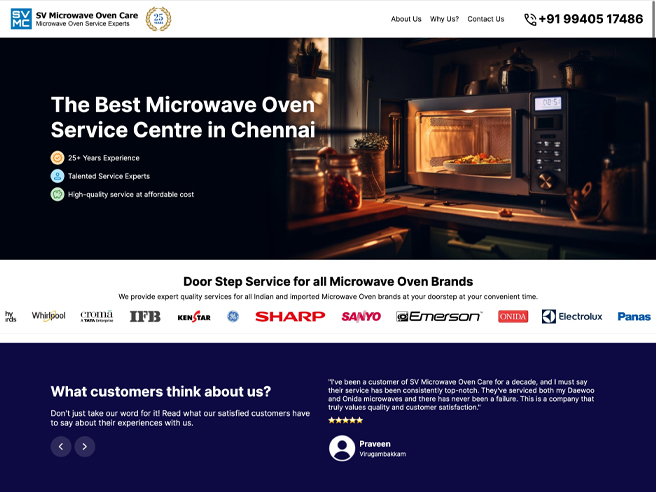 SV
MC
SV Microwave Oven Care
Microwave Oven Service Experts
25
YEARS
About Us
Why Us?
Contact Us
+91 99405 17486
The Best Microwave Oven
Service Centre in Chennai
25+ Years Experience
Talented Service Experts
High-quality service at affordable cost
Door Step Service for all Microwave Oven Brands
We provide expert quality services for all Indian and imported Microwave Oven brands at your doorstep at your convenient time.
Whirlpool
croma
A TATA Enterprise
IFB
KENSTAR
SHARP
SANYO
EMERSON
ONIDA
Electrolux
Panas
What customers think about us?
Don't just take our word for it! Read what our satisfied customers have
to say about their experiences with us.
"I've been a customer of SV Microwave Oven Care for a decade, and I must say
their service has been consistently top-notch. They've serviced both my Daewoo
and Onida microwaves and there has never been a failure. This is a company that
truly values quality and customer satisfaction."
Praveen
Virugambakkam